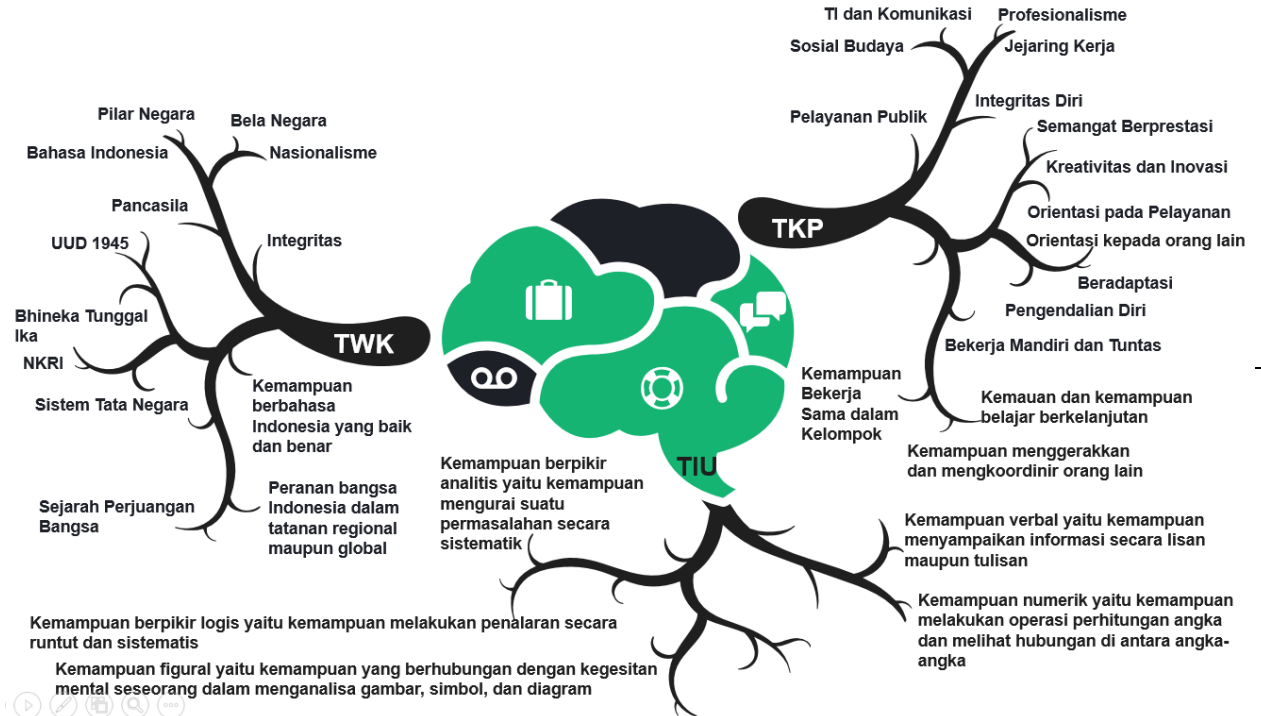 TI dan Komunikasi
Profesionalisme
Sosial Budaya
Jejaring Kerja
Pelayanan Publik
Integritas Diri
Semangat Berprestasi
Kreativitas dan Inovasi
Orientasi pada Pelayanan
Orientasi kepada orang lain
Beradaptasi
Pengendalian Diri
Bekerja Mandiri dan Tuntas
Kemampuan
Bekerja
Sama dalam
Kelompok
Kemauan dan kemampuan
belajar berkelanjutan
Kemampuan menggerakkan
dan mengkoordinir orang lain
TKP
Pilar Negara
Bela Negara
Bahasa Indonesia
Nasionalisme
Pancasila
UUD 1945
Integritas
Bhineka Tunggal
Ika
NKRI
TWK
Sistem Tata Negara
Kemampuan
berbahasa
Indonesia yang baik
dan benar
Sejarah Perjuangan
Bangsa
Peranan bangsa
Indonesia dalam
tatanan regional
maupun global
TIU
Kemampuan berpikir
analitis yaitu kemampuan
mengurai suatu
permasalahan secara
sistematik
Kemampuan verbal yaitu kemampuan
menyampaikan informasi secara lisan
maupun tulisan
Kemampuan numerik yaitu kemampuan
melakukan operasi perhitungan angka
dan melihat hubungan di antara angka-
angka
Kemampuan berpikir logis yaitu kemampuan melakukan penalaran secara
runtut dan sistematis
Kemampuan figural yaitu kemampuan yang berhubungan dengan kegesitan
mental seseorang dalam menganalisa gambar, simbol, dan diagram